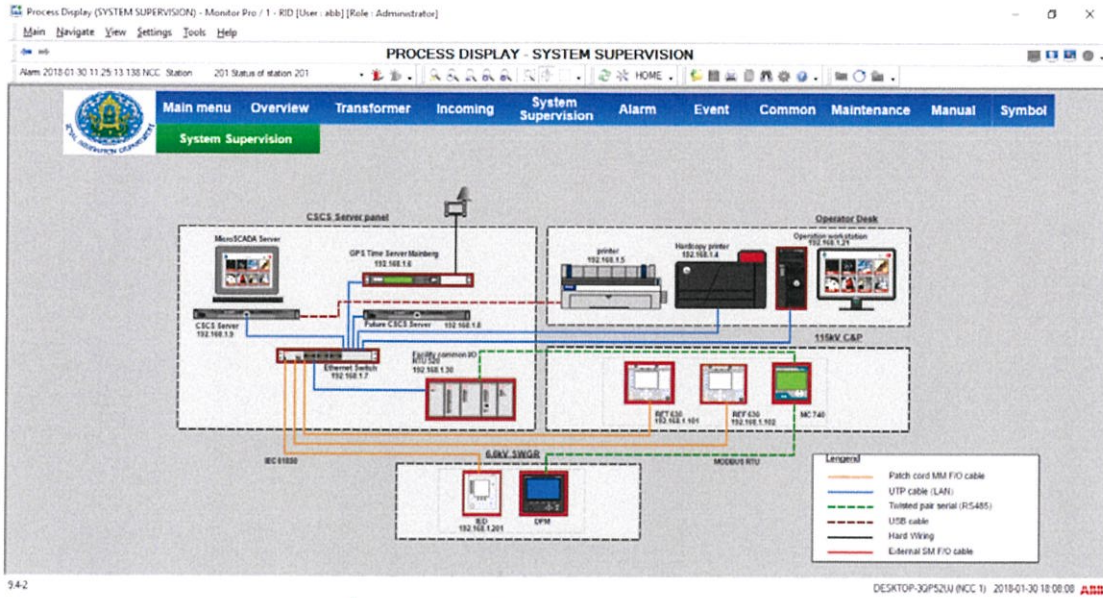 Process Display (SYSTEM SUPERVISION) - Monitor Pro / 1 - RID [User : abb] [Role : Administrator]
Main Navigate View Settings Tools Help
PROCESS DISPLAY - SYSTEM SUPERVISION
Alarm 2018-01-30 11:25:13.138 NCC Station 201 Status of station 201
HOME
Main menu Overview Transformer Incoming System Supervision Alarm Event Common Maintenance Manual Symbol
System Supervision
CSCS Server panel
Operator Desk
MicroSCADA Server
GPS Time Server Mainberg
192.168.1.6
printer
192.168.1.5
Hardcopy printer
192.168.1.4
Operation workstation
192.168.1.21
CSCS Server
192.168.1.9
Future CSCS Server 192.168.1.8
Ethernet Switch
192.168.1.7
Facility common I/O
RTU 520
192.168.1.30
115kV C&P
RET 630
192.168.1.101
REF 630
192.168.1.102
MC 740
IEC 61850
6.6kV SWGR
MODBUS RTU
IED
192.168.1.201
DPM
Lengend
Patch cord MM F/O cable
UTP cable (LAN)
Twisted pair serial (RS485)
USB cable
Hard Wiring
External SM F/O cable
9.4-2
(NCC 1) 2018-01-30 18:08:08 ABB